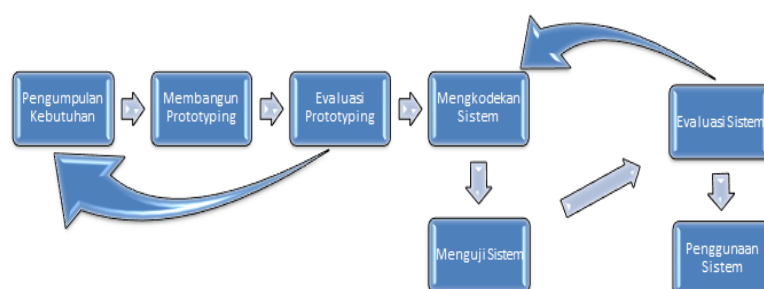 Pengumpulan
Kebutuhan
Membangun
Prototyping
Evaluasi
Prototyping
Mengkodekan
Sistem
Menguji Sistem
Evaluasi Sistem
Penggunaan
Sistem